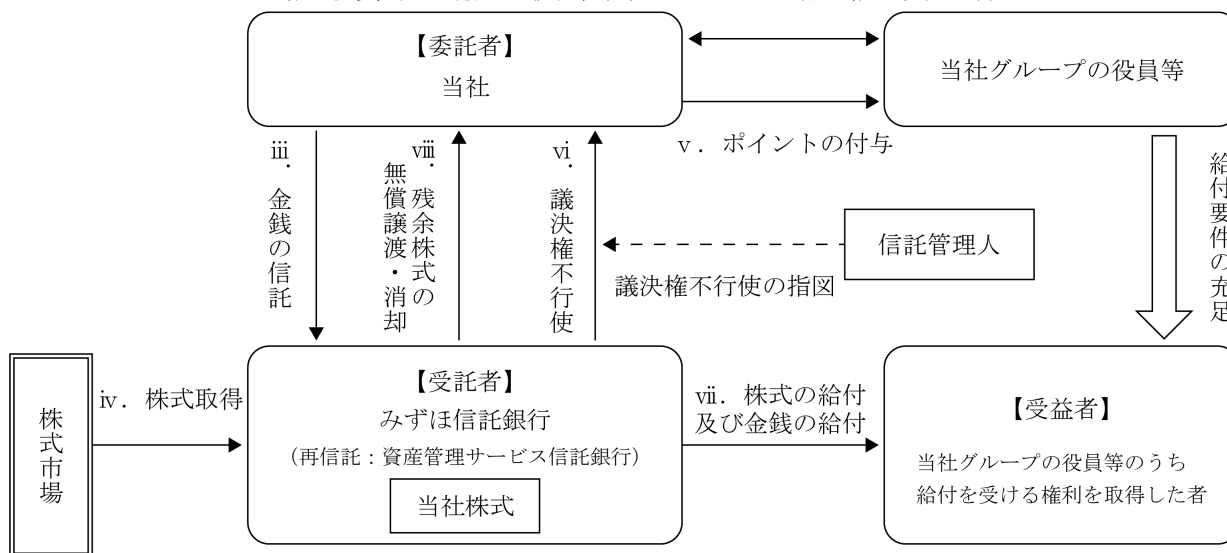 【委託者】
当社
当社グループの役員等
ⅴ．ポイントの付与
ⅲ．金銭の信託
ⅷ．残余株式の
無償譲渡・消却
ⅵ．議決権不行使
信託管理人
議決権不行使の指図
給付要件の充足
株式市場
ⅳ．株式取得
【受託者】
みずほ信託銀行
（再信託：資産管理サービス信託銀行）
当社株式
ⅶ．株式の給付
及び金銭の給付
【受益者】
当社グループの役員等のうち
給付を受ける権利を取得した者